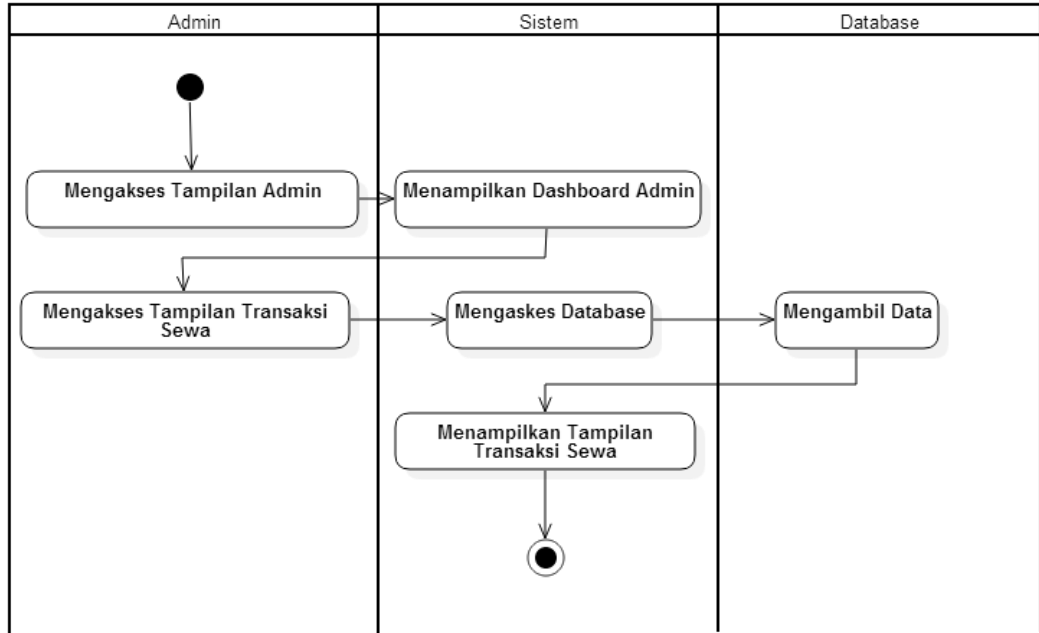 Admin
Sistem
Database
Mengakses Tampilan Admin
Menampilkan Dashboard Admin
Mengakses Tampilan Transaksi
Sewa
Mengaskes Database
Mengambil Data
Menampilkan Tampilan
Transaksi Sewa